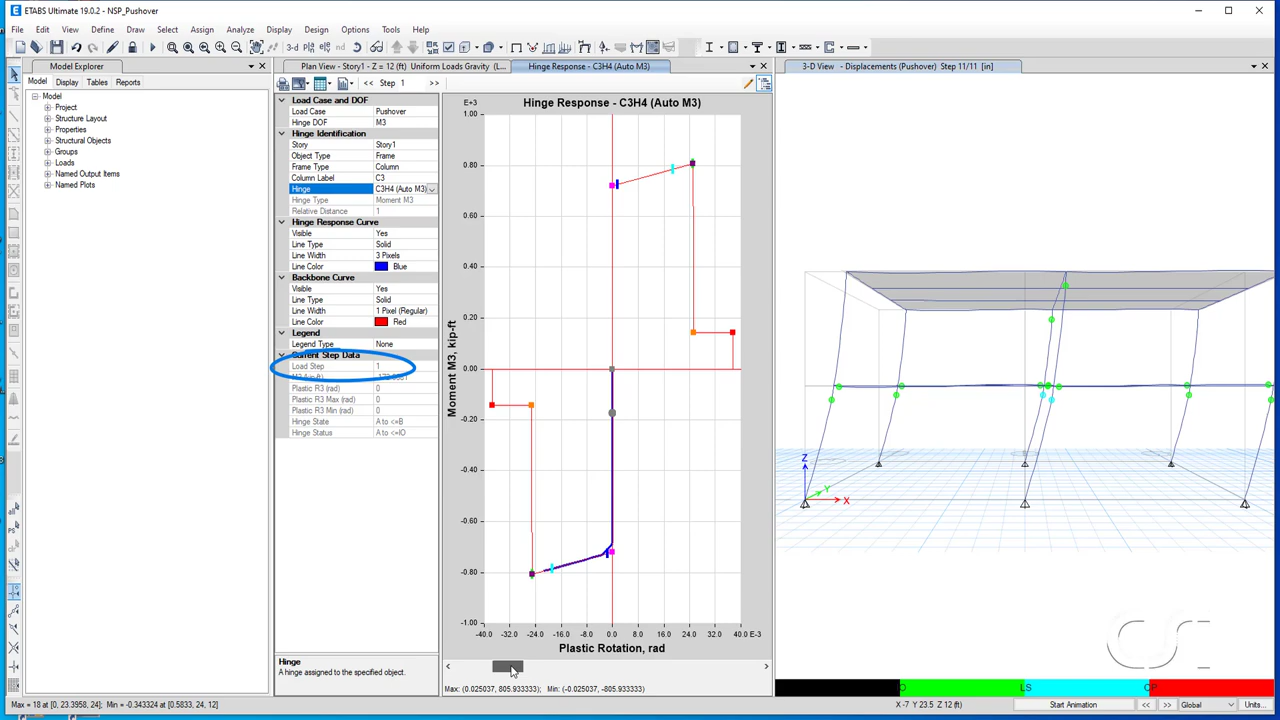 ETABS Ultimate 19.0.2 - NSP_Pushover
File Edit View Define Draw Select Assign Analyze Display Design Options Tools Help
Model Explorer
Model Display Tables Reports
Model
Project
Structure Layout
Properties
Structural Objects
Groups
Loads
Named Output Items
Named Plots
Plan View - Story1 - Z = 12 (ft) Uniform Loads Gravity (L...
Hinge Response - C3H4 (Auto M3)
<< Step 1 >>
Load Case and DOF
Load Case Pushover
Hinge DOF M3
Hinge Identification
Story Story1
Object Type Frame
Frame Type Column
Column Label C3
Hinge C3H4 (Auto M3)
Hinge Type Moment M3
Relative Distance 1
Hinge Response Curve
Visible Yes
Line Type Solid
Line Width 3 Pixels
Line Color Blue
Backbone Curve
Visible Yes
Line Type Solid
Line Width 1 Pixel (Regular)
Line Color Red
Legend
Legend Type None
Current Step Data
Load Step 1
Plastic R3 (rad) 0
Plastic R3 Max (rad) 0
Plastic R3 Min (rad) 0
Hinge State A to <=B
Hinge Status A to <=IO
Hinge
A hinge assigned to the specified object.
E+3
Hinge Response - C3H4 (Auto M3)
1.00
0.80
0.60
0.40
0.20
0.00
-0.20
-0.40
-0.60
-0.80
-1.00
Moment M3, kip-ft
-40.0 -32.0 -24.0 -16.0 -8.0 0.0 8.0 16.0 24.0 32.0 40.0 E-3
Plastic Rotation, rad
Max: (0.025037, 805.933333); Min: (-0.025037, -805.933333)
3-D View - Displacements (Pushover) Step 11/11 [in]
Z
Y
X
CSI
LS
CP
Max = 18 at [0, 23.3958, 24]; Min = -0.343324 at [0.5833, 24, 12]
X -7 Y 23.5 Z 12 (ft)
Start Animation << >> Global Units...